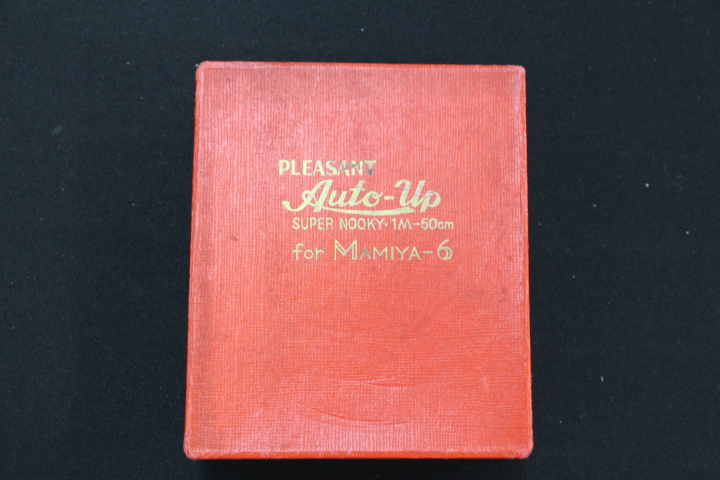 PLEASANT
Auto-Up
SUPER NOOKY·1M-50cm
for MAMIYA-6